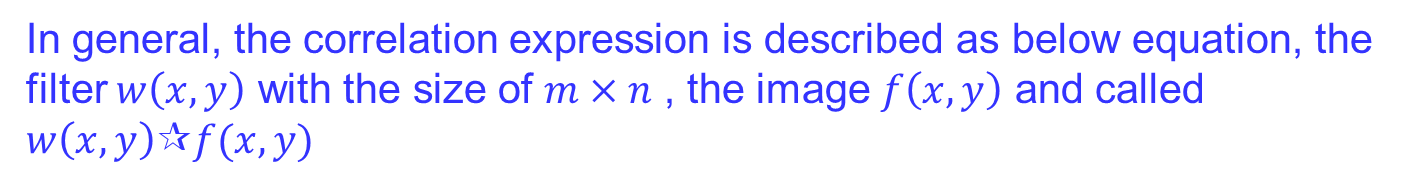 In general, the correlation expression is described as below equation, the
filter w(x, y) with the size of m × n , the image f(x, y) and called
w(x, y)☆f(x, y)